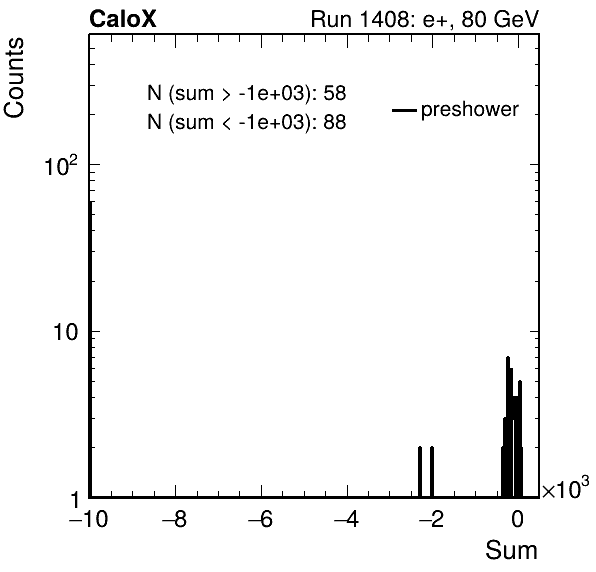 CaloX Run 1408: e+, 80 GeV
Counts
N (sum > -1e+03): 58
N (sum < -1e+03): 88
preshower
10²
10
1
−10 −8 −6 −4 −2 0
×10³
Sum